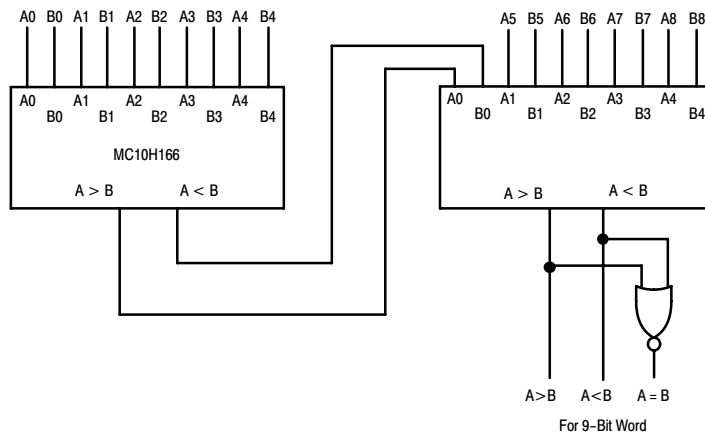 A0 B0 A1 B1 A2 B2 A3 B3 A4 B4
A5 B5 A6 B6 A7 B7 A8 B8
A0 A1 A2 A3 A4
B0 B1 B2 B3 B4
A0 A1 A2 A3 A4
B0 B1 B2 B3 B4
MC10H166
A > B A < B
A > B A < B
A>B A<B A = B
For 9−Bit Word